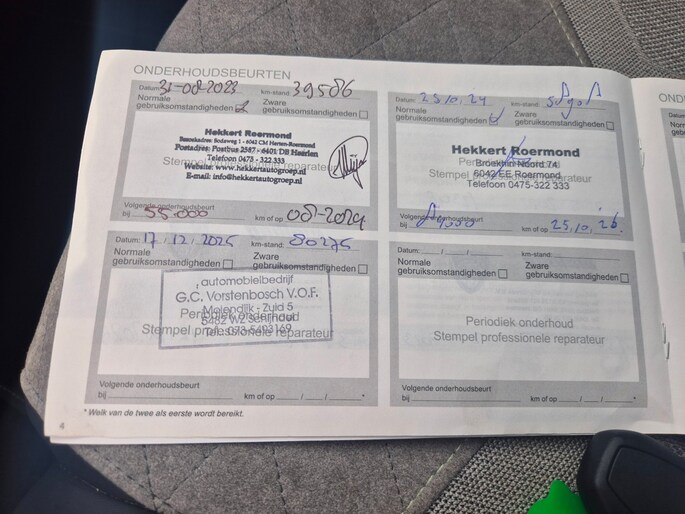 ONDERHOUDSBEURTEN
Datum: 31-08-2023 km-stand: 39586
Normale gebruiksomstandigheden
Zware gebruiksomstandigheden
Hekkert Roermond
Bezoekadres: Bodeweg 1 - 6042 CM Herten-Roermond
Postadres: Postbus 2587 - 6401 DB Heerlen
Telefoon 0475 - 322 333
Website: www.hekkertautogroep.nl
E-mail: info@hekkertautogroep.nl
Volgende onderhoudsbeurt
bij 55.000 km of op 08-2024
Datum: 25/10/24 km-stand:
Normale gebruiksomstandigheden
Zware gebruiksomstandigheden
Hekkert Roermond
Broekhin Noord 74
6042 EE Roermond
Telefoon 0475-322 333
Volgende onderhoudsbeurt
bij km of op 25,10,26.
Datum: 17/12/2025 km-stand: 80275
Normale gebruiksomstandigheden
Zware gebruiksomstandigheden
automobielbedrijf
G.C. Vorstenbosch V.O.F.
Periodiek onderhoud
Stempel professionele reparateur
Volgende onderhoudsbeurt
bij km of op / / *
Datum: / / km-stand:
Normale gebruiksomstandigheden
Zware gebruiksomstandigheden
Periodiek onderhoud
Stempel professionele reparateur
Volgende onderhoudsbeurt
bij km of op / / *
* Welk van de twee als eerste wordt bereikt.
4